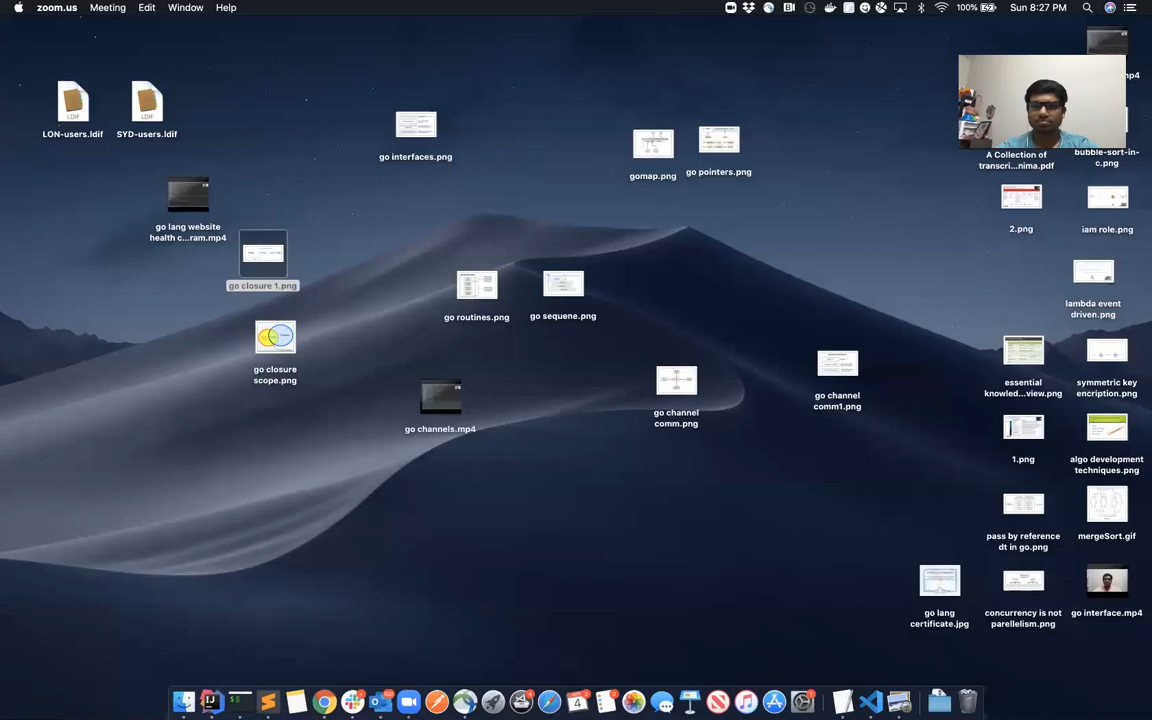 zoom.us Meeting Edit Window Help
100% Sun 8:27 PM
LON-users.ldif
SYD-users.ldif
go interfaces.png
gomap.png
go pointers.png
A Collection of
transcri...nima.pdf
bubble-sort-in-
c.png
go lang website
health c...ram.mp4
2.png
iam role.png
go closure 1.png
go routines.png
go sequene.png
lambda event
driven.png
go closure
scope.png
essential
knowled...view.png
symmetric key
encription.png
go channel
comm1.png
go channels.mp4
go channel
comm.png
1.png
algo development
techniques.png
pass by reference
dt in go.png
mergeSort.gif
go lang
certificate.jpg
concurrency is not
parellelism.png
go interface.mp4